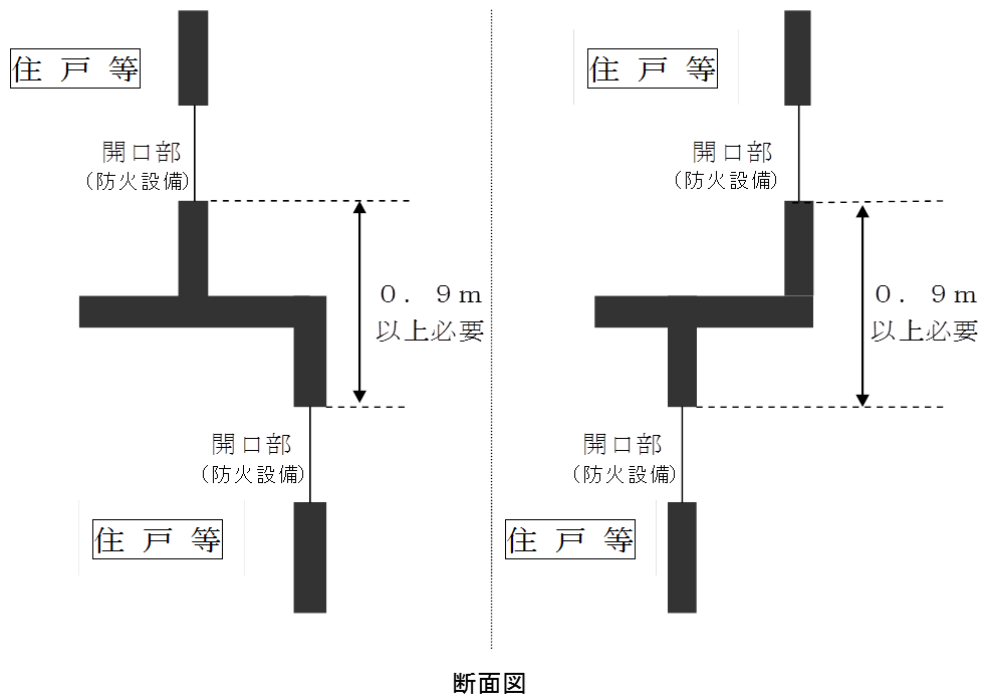 住 戸 等
開口部
(防火設備)
０．９ｍ
以上必要
開口部
(防火設備)
住 戸 等
住 戸 等
開口部
(防火設備)
０．９ｍ
以上必要
開口部
(防火設備)
住 戸 等
断面図